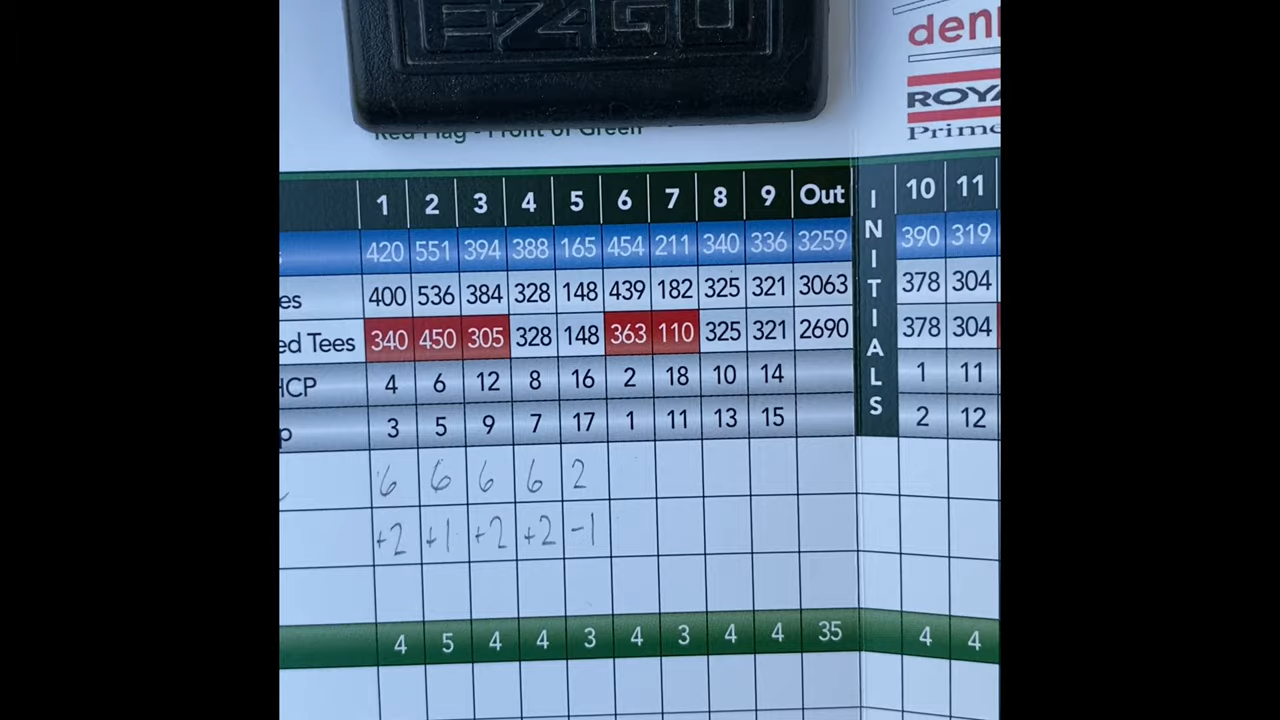 EZGO
Red Flag - Front of Green
ROYA
Prime
1 2 3 4 5 6 7 8 9 Out INITIALS 10 11
420 551 394 388 165 454 211 340 336 3259 390 319
es 400 536 384 328 148 439 182 325 321 3063 378 304
ed Tees 340 450 305 328 148 363 110 325 321 2690 378 304
HCP 4 6 12 8 16 2 18 10 14 1 11
p 3 5 9 7 17 1 11 13 15 2 12
6 6 6 6 2
+2 +1 +2 +2 -1
4 5 4 4 3 4 3 4 4 35 4 4